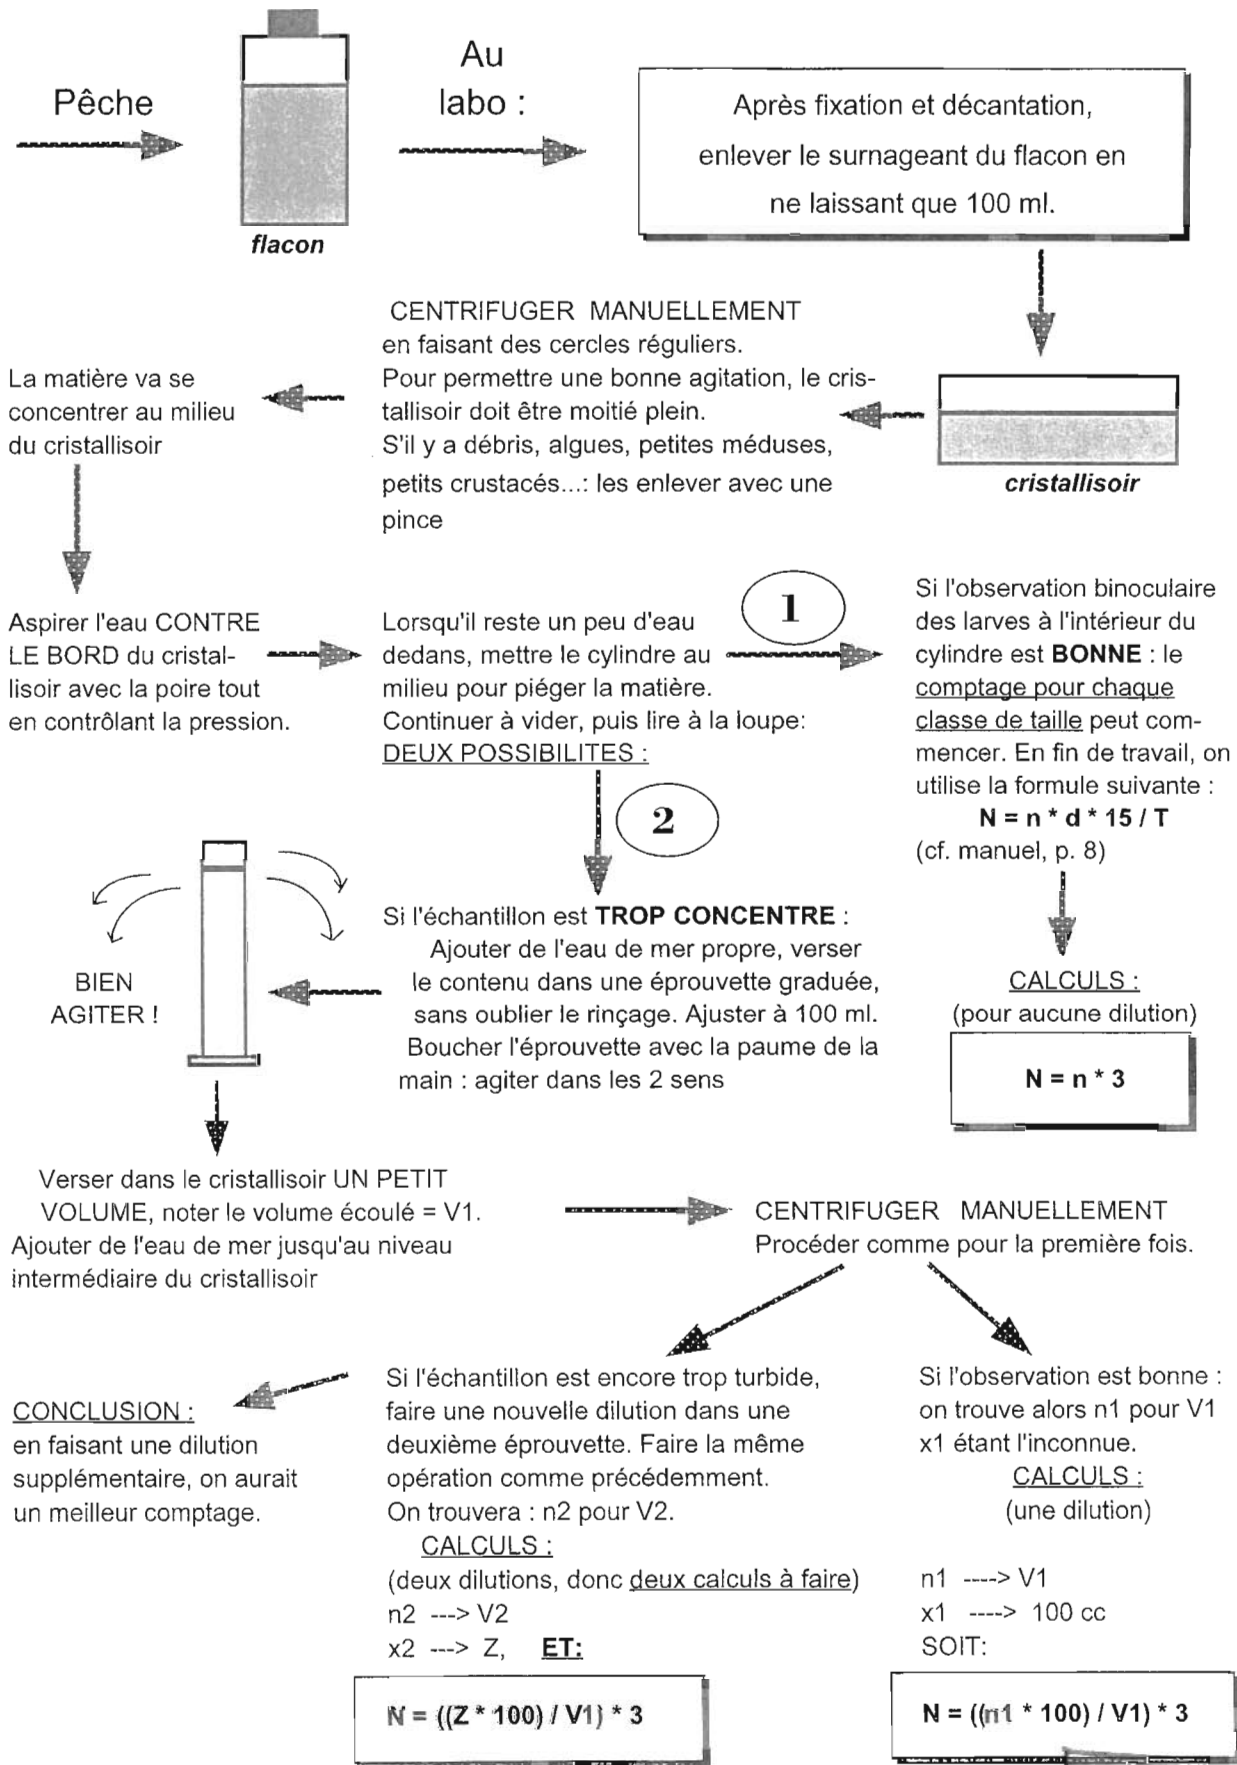 Pêche
flacon
Au
labo :
Après fixation et décantation,
enlever le surnageant du flacon en
ne laissant que 100 ml.
cristallisoir
CENTRIFUGER MANUELLEMENT
en faisant des cercles réguliers.
Pour permettre une bonne agitation, le cris-
tallisoir doit être moitié plein.
S'il y a débris, algues, petites méduses,
petits crustacés...: les enlever avec une
pince
La matière va se
concentrer au milieu
du cristallisoir
Aspirer l'eau CONTRE
LE BORD du cristal-
lisoir avec la poire tout
en contrôlant la pression.
Lorsqu'il reste un peu d'eau
dedans, mettre le cylindre au
milieu pour piéger la matière.
Continuer à vider, puis lire à la loupe:
DEUX POSSIBILITES :
1
Si l'observation binoculaire
des larves à l'intérieur du
cylindre est BONNE : le
comptage pour chaque
classe de taille peut com-
mencer. En fin de travail, on
utilise la formule suivante :
N = n * d * 15 / T
(cf. manuel, p. 8)
CALCULS :
(pour aucune dilution)
N = n * 3
2
Si l'échantillon est TROP CONCENTRE :
Ajouter de l'eau de mer propre, verser
le contenu dans une éprouvette graduée,
sans oublier le rinçage. Ajuster à 100 ml.
Boucher l'éprouvette avec la paume de la
main : agiter dans les 2 sens
BIEN
AGITER !
Verser dans le cristallisoir UN PETIT
VOLUME, noter le volume écoulé = V1.
Ajouter de l'eau de mer jusqu'au niveau
intermédiaire du cristallisoir
CENTRIFUGER MANUELLEMENT
Procéder comme pour la première fois.
Si l'échantillon est encore trop turbide,
faire une nouvelle dilution dans une
deuxième éprouvette. Faire la même
opération comme précédemment.
On trouvera : n2 pour V2.
CALCULS :
(deux dilutions, donc deux calculs à faire)
n2 ---> V2
x2 ---> Z, ET:
N = ((Z * 100) / V1) * 3
CONCLUSION :
en faisant une dilution
supplémentaire, on aurait
un meilleur comptage.
Si l'observation est bonne :
on trouve alors n1 pour V1
x1 étant l'inconnue.
CALCULS :
(une dilution)
n1 ----> V1
x1 ----> 100 cc
SOIT:
N = ((n1 * 100) / V1) * 3